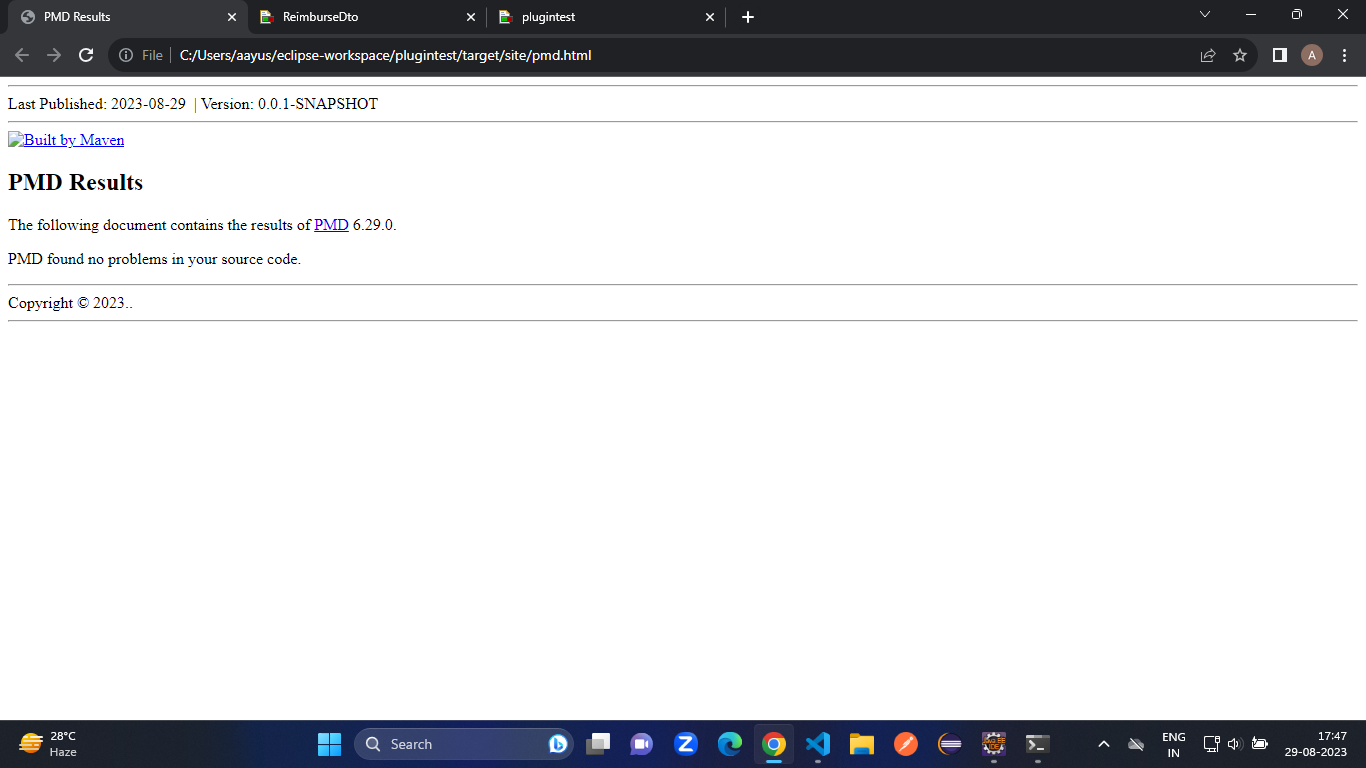 PMD Results
ReimburseDto
plugintest
File
C:/Users/aayus/eclipse-workspace/plugintest/target/site/pmd.html
A
Last Published: 2023-08-29 | Version: 0.0.1-SNAPSHOT
Built by Maven
PMD Results
The following document contains the results of PMD 6.29.0.
PMD found no problems in your source code.
Copyright © 2023..
28°C
Haze
Search
ENG
IN
17:47
29-08-2023